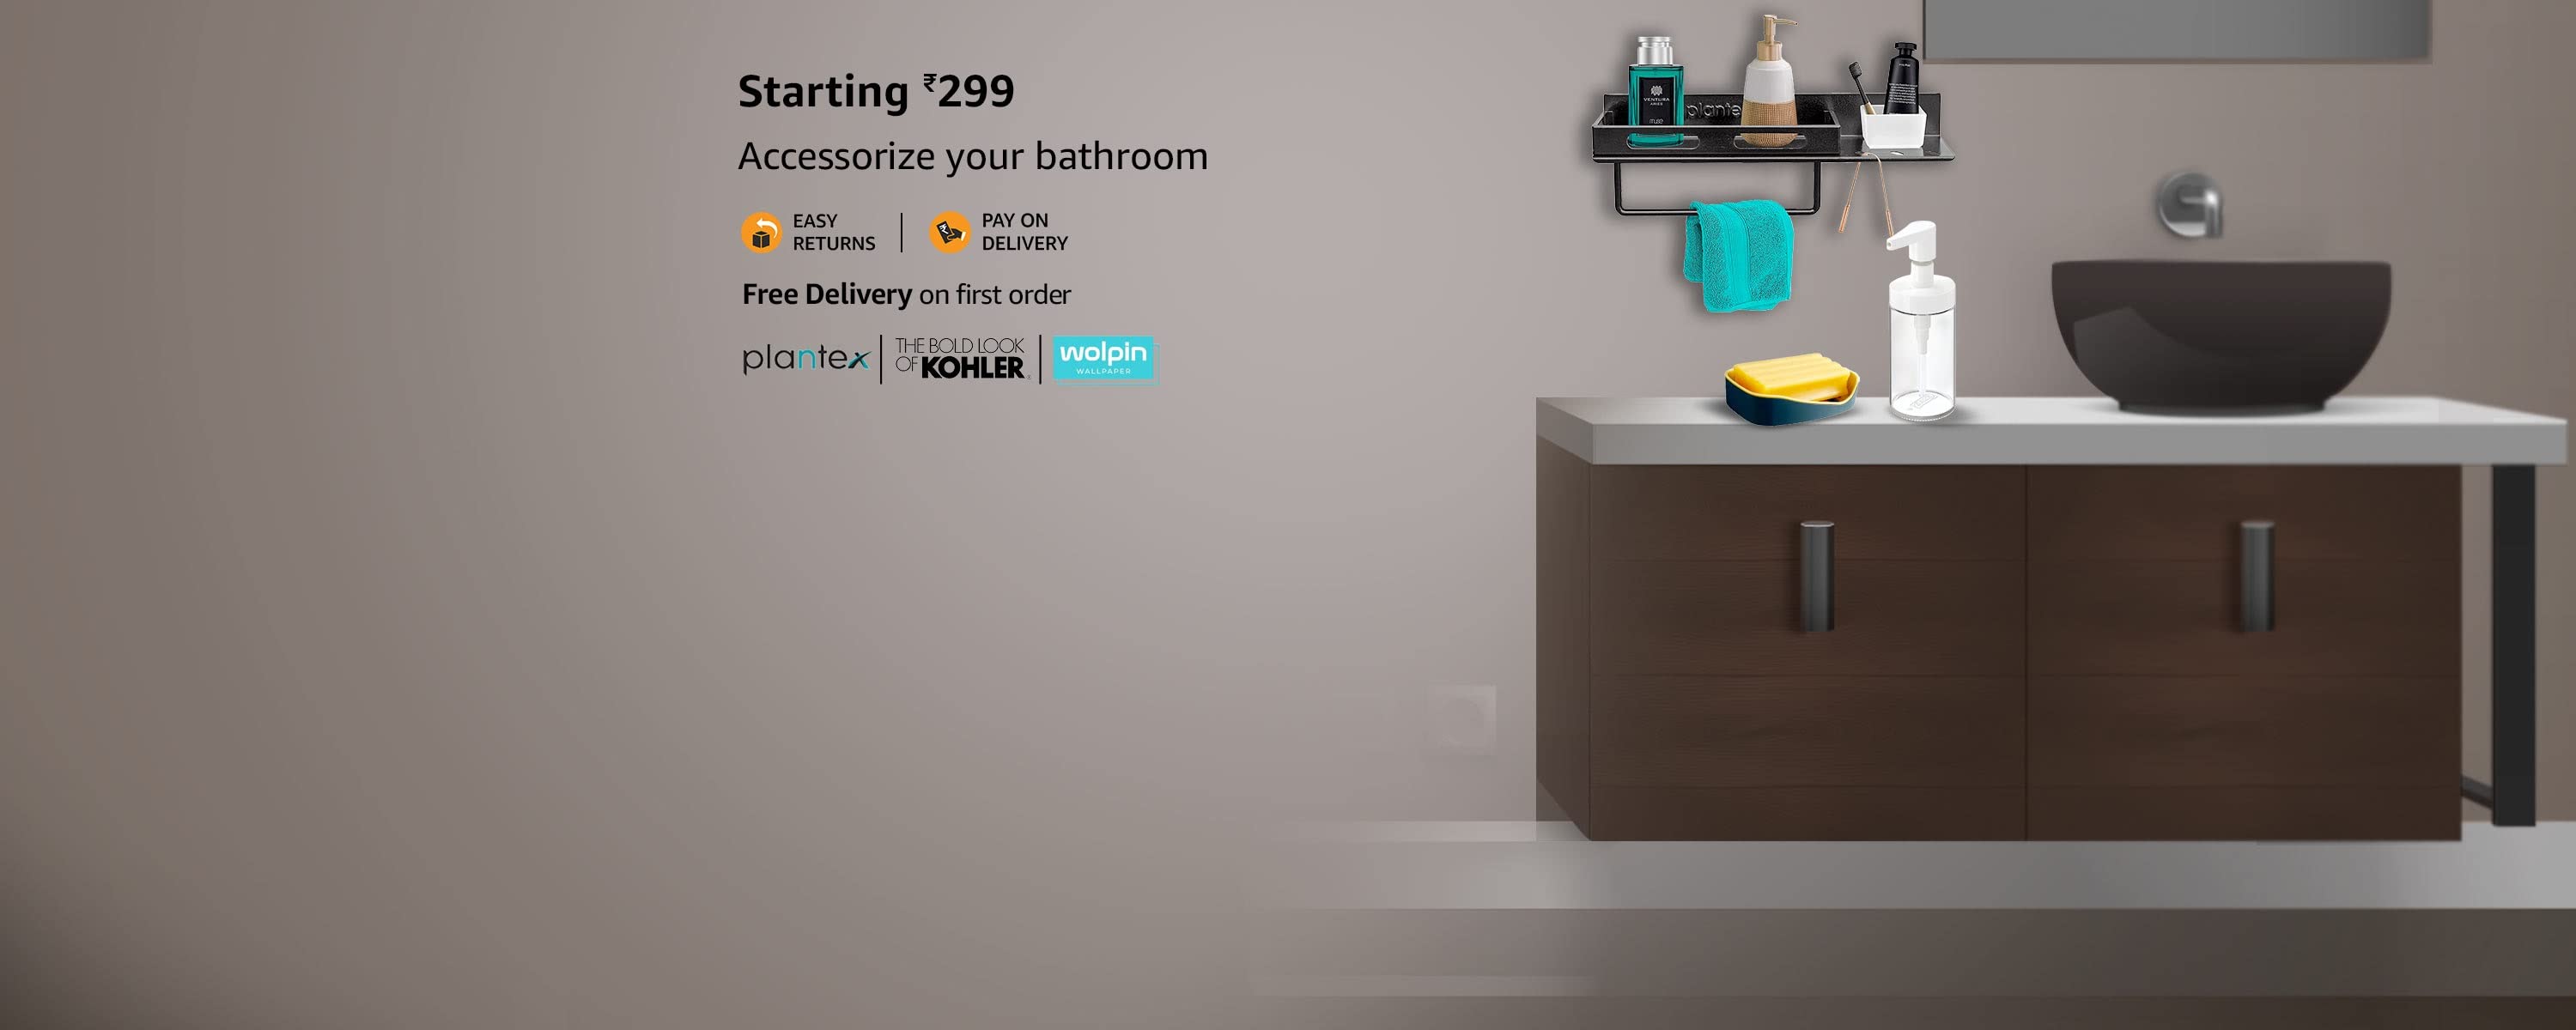 Starting ₹299
Accessorize your bathroom
EASY
RETURNS
PAY ON
DELIVERY
Free Delivery on first order
plantex
THE BOLD LOOK
OF KOHLER
wolpin
WALLPAPER
VENTURA
plante